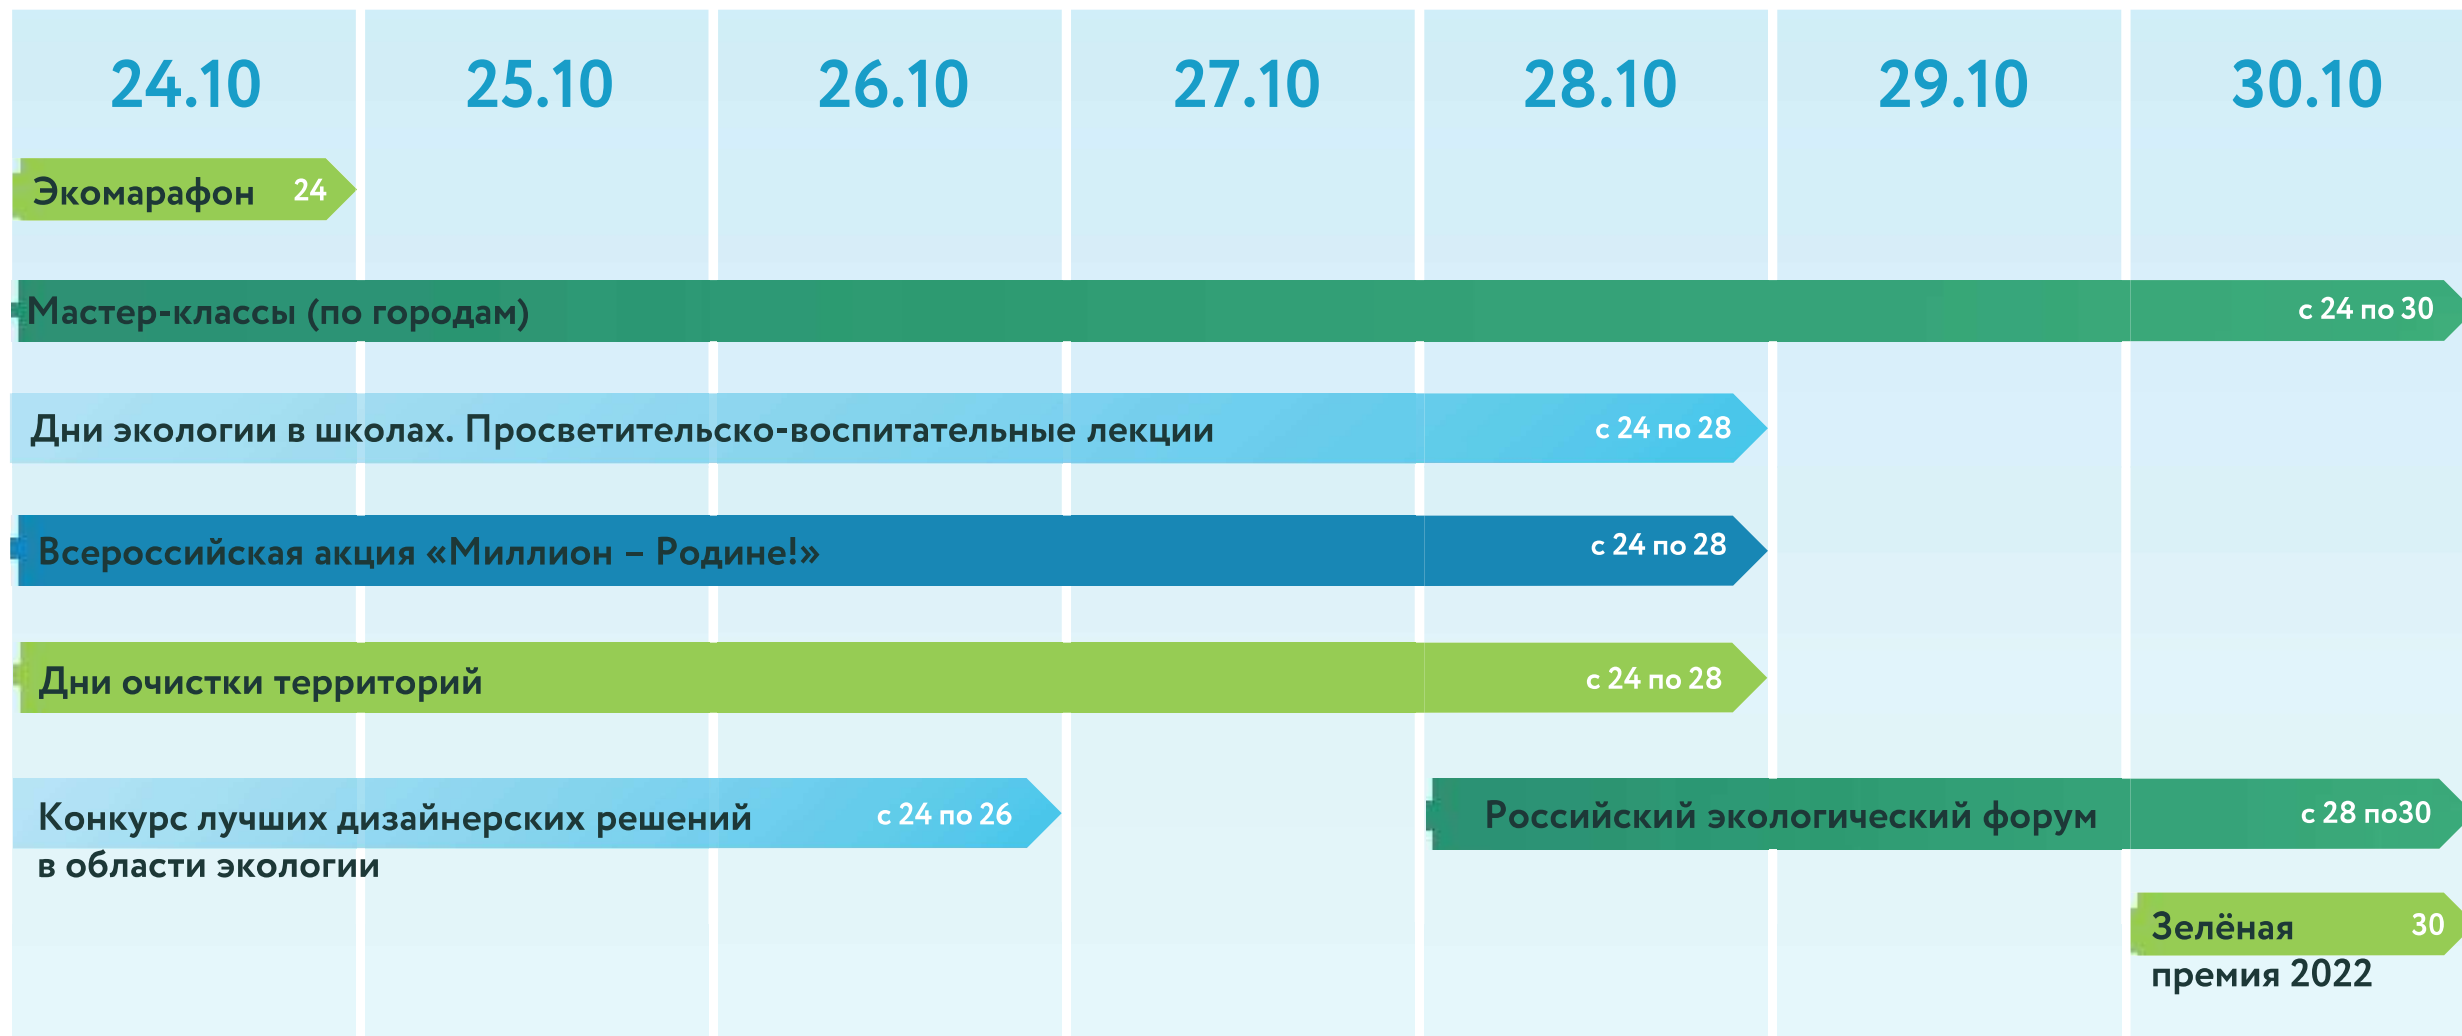 24.10 25.10 26.10 27.10 28.10 29.10 30.10
Экомарафон 24
Мастер-классы (по городам) с 24 по 30
Дни экологии в школах. Просветительско-воспитательные лекции с 24 по 28
Всероссийская акция «Миллион – Родине!» с 24 по 28
Дни очистки территорий с 24 по 28
Конкурс лучших дизайнерских решений с 24 по 26
в области экологии
Российский экологический форум с 28 по30
Зелёная 30
премия 2022